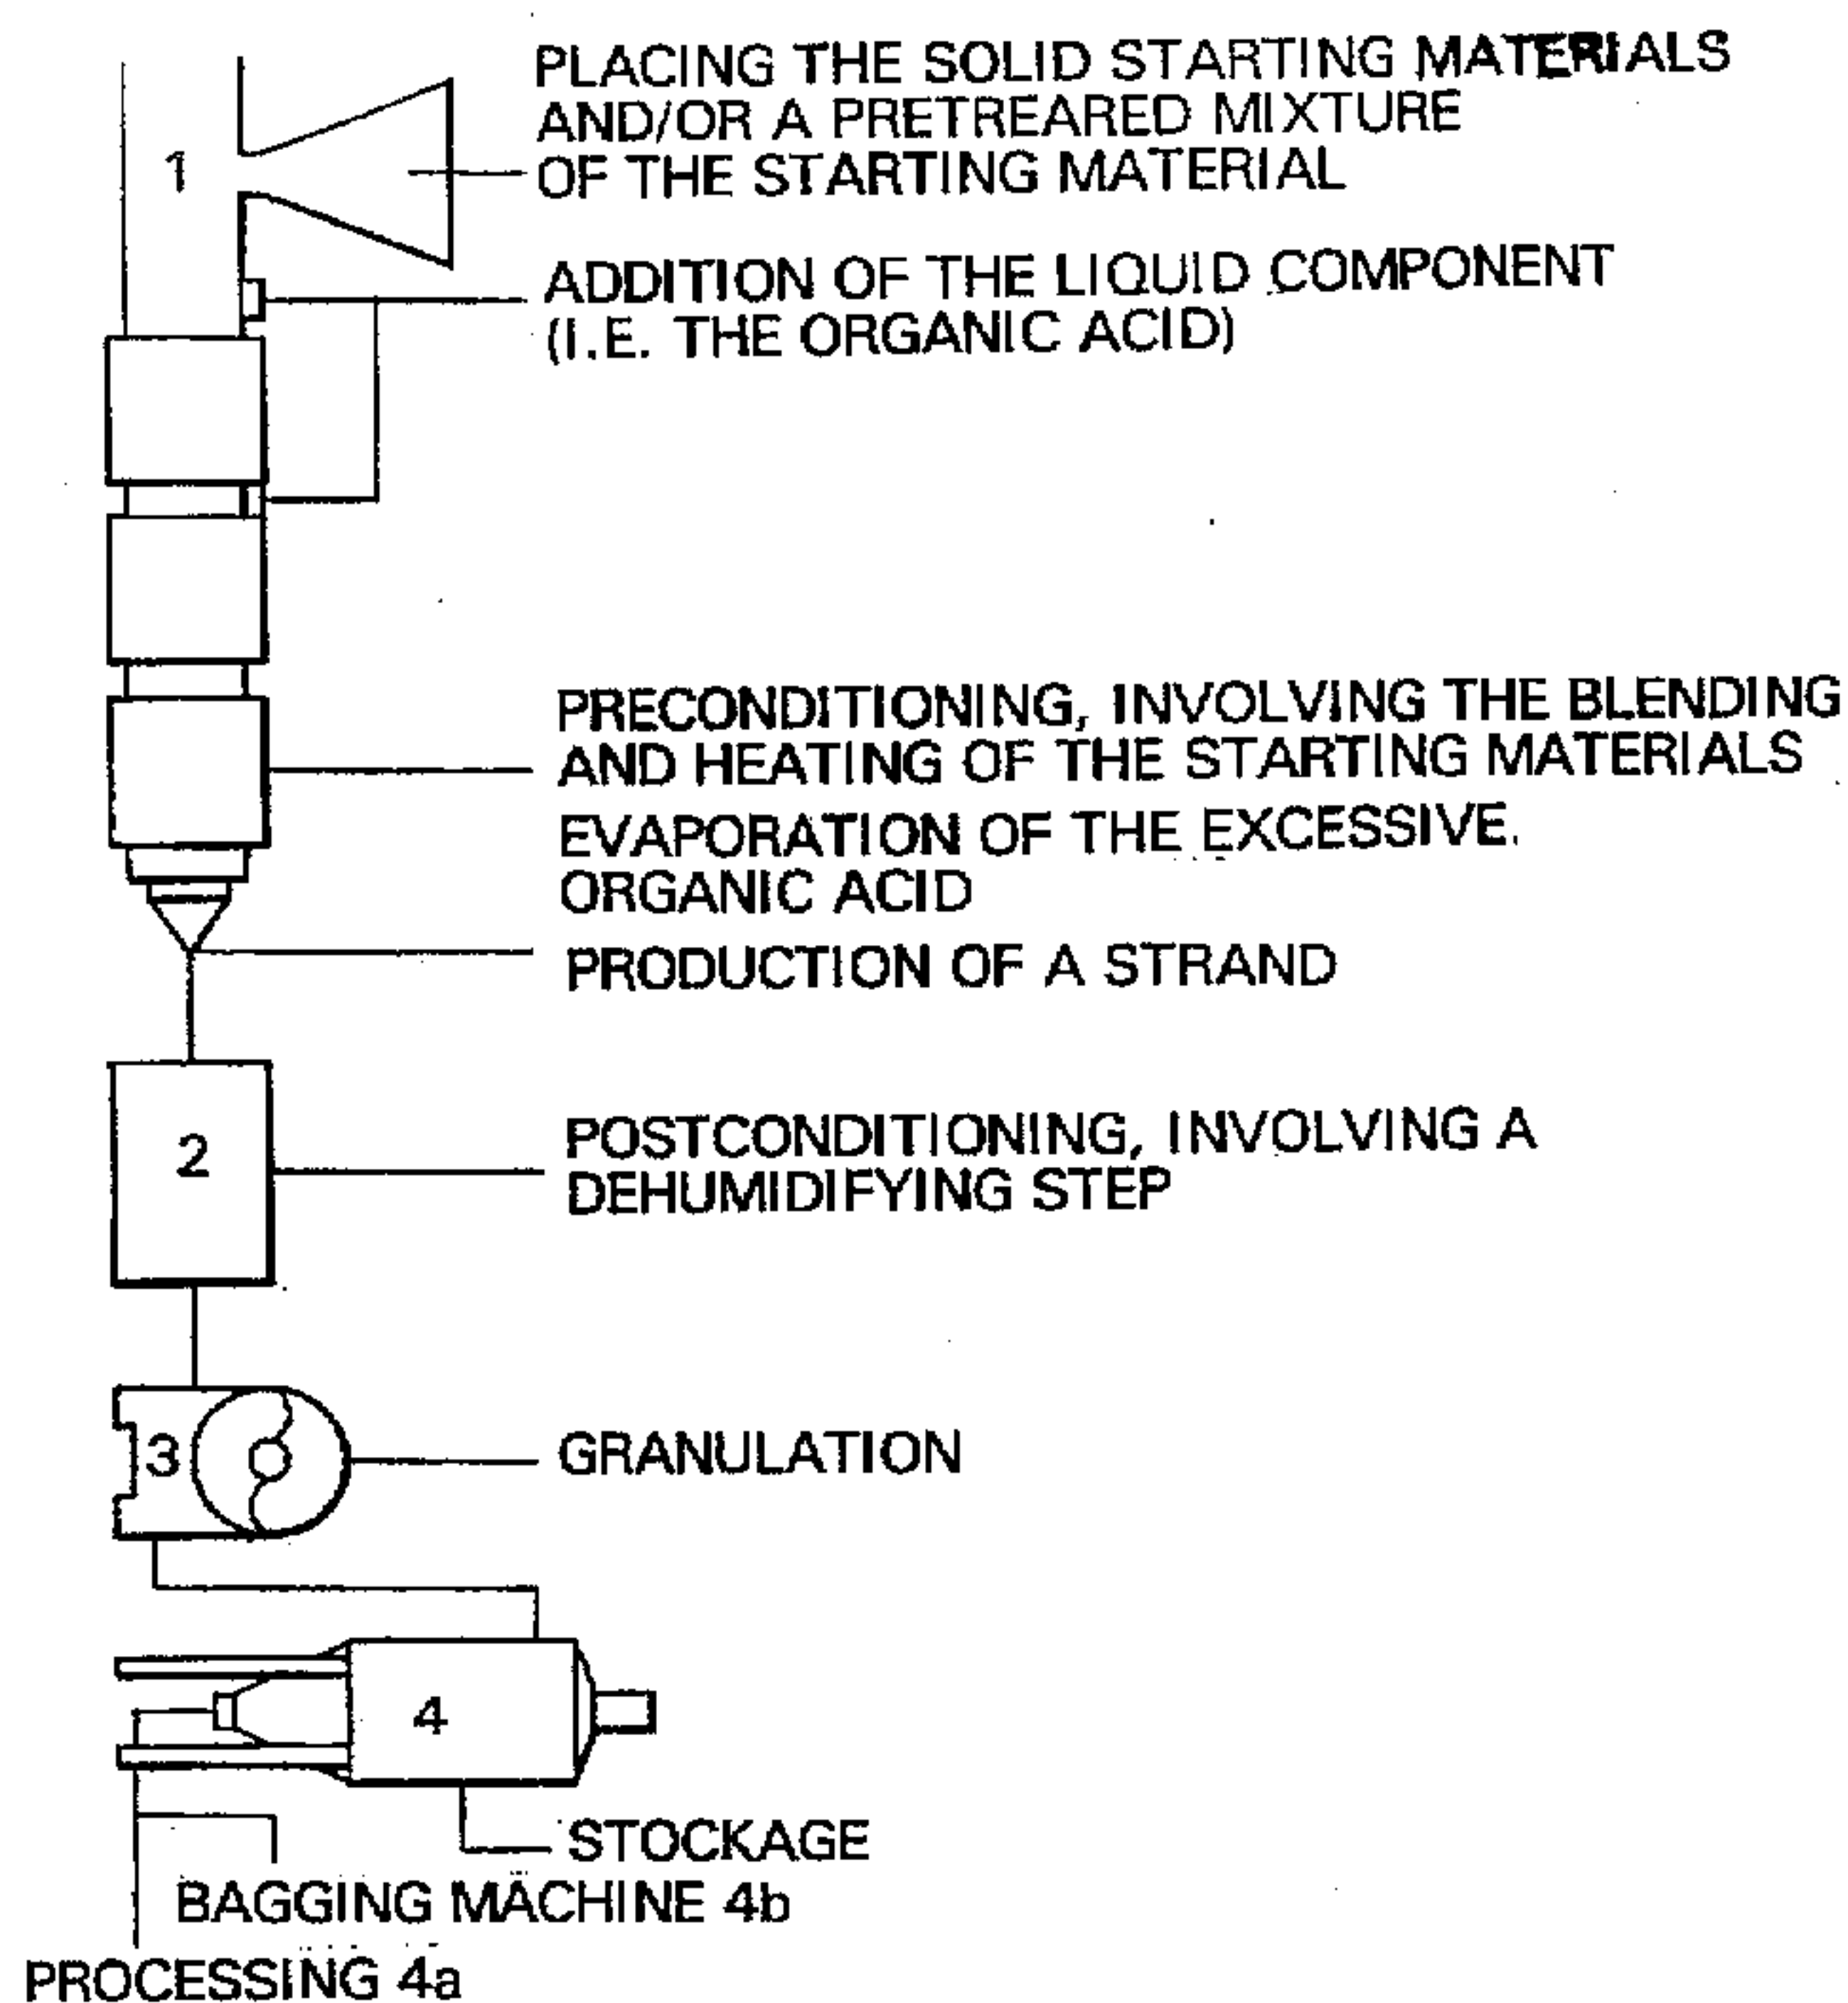 PLACING THE SOLID STARTING MATERIALS
AND/OR A PRETREARED MIXTURE
1
OF THE STARTING MATERIAL
ADDITION OF THE LIQUID COMPONENT
(I.E. THE ORGANIC ACID)
PRECONDITIONING, INVOLVING THE BLENDING
AND HEATING OF THE STARTING MATERIALS
EVAPORATION OF THE EXCESSIVE.
ORGANIC ACID
PRODUCTION OF A STRAND
2
POSTCONDITIONING, INVOLVING A
DEHUMIDIFYING STEP
3
GRANULATION
4
STOCKAGE
BAGGING MACHINE 4b
PROCESSING 4a